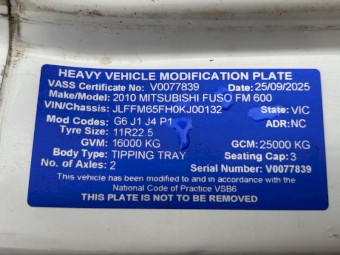 HEAVY VEHICLE MODIFICATION PLATE
VASS Certificate No: V0077839 Date: 25/09/2025
Make/Model: 2010 MITSUBISHI FUSO FM 600
VIN/Chassis: JLFFM65FH0KJ00132 State: VIC
Mod Codes: G6 J1 J4 P1 ADR: NC
Tyre Size: 11R22.5
GVM: 16000 KG GCM: 25000 KG
Body Type: TIPPING TRAY Seating Cap: 3
No. of Axles: 2 Serial Number: V0077839
This vehicle has been modified to and in accordance with the
National Code of Practice VSB6
THIS PLATE IS NOT TO BE REMOVED